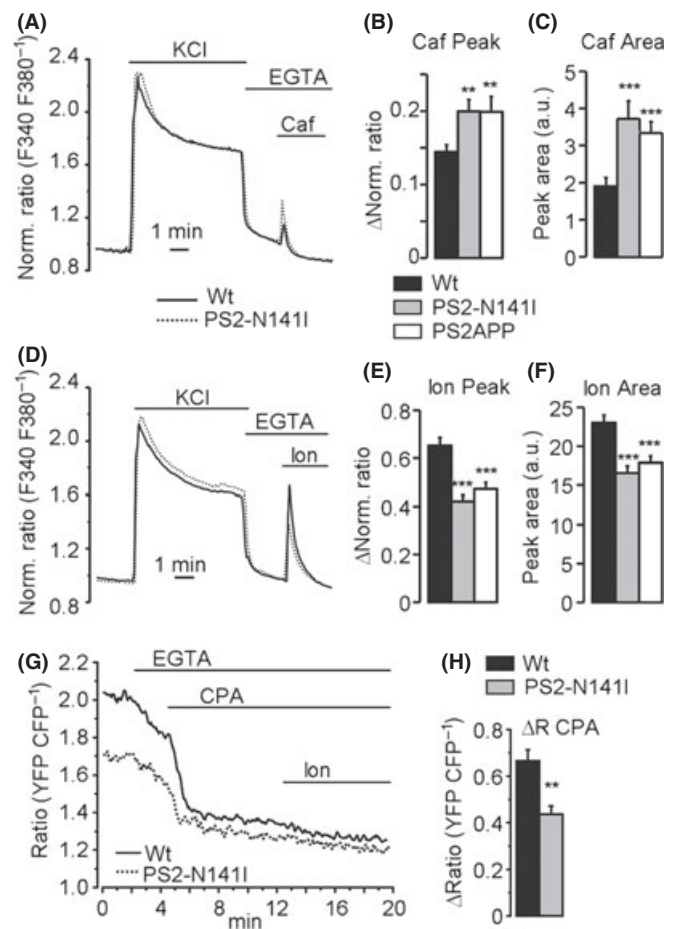 (A)
KCl
EGTA
Caf
2.4
2.0
1.6
1.2
0.8
Norm. ratio (F340 F380⁻¹)
1 min
Wt
PS2-N141I
(B)
Caf Peak
**
**
0.2
0.1
0
ΔNorm. ratio
(C)
Caf Area
***
***
5
4
3
2
1
0
Peak area (a.u.)
Wt
PS2-N141I
PS2APP
(D)
KCl
EGTA
Ion
2.4
2.0
1.6
1.2
0.8
Norm. ratio (F340 F380⁻¹)
1 min
Wt
PS2-N141I
(E)
Ion Peak
0.8
0.6
0.4
0.2
0
ΔNorm. ratio
***
***
(F)
Ion Area
25
20
15
10
5
0
Peak area (a.u.)
***
***
(G)
EGTA
CPA
Ion
2.2
2.0
1.8
1.6
1.4
1.2
1.0
Ratio (YFP CFP⁻¹)
Wt
PS2-N141I
0 4 8 12 16 20
min
(H)
Wt
PS2-N141I
ΔR CPA
0.8
0.6
0.4
0.2
0
ΔRatio (YFP CFP⁻¹)
**